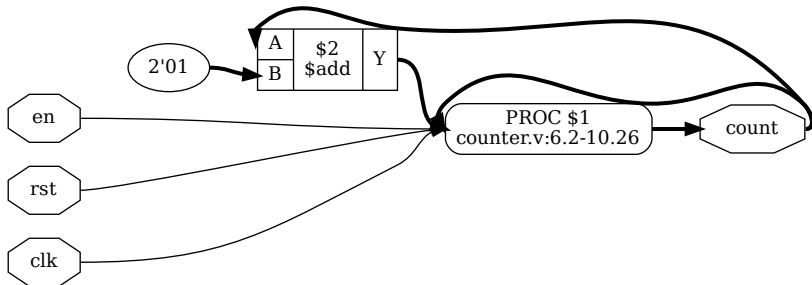 A
B
$2
$add
Y
2'01
en
rst
clk
PROC $1
counter.v:6.2-10.26
count